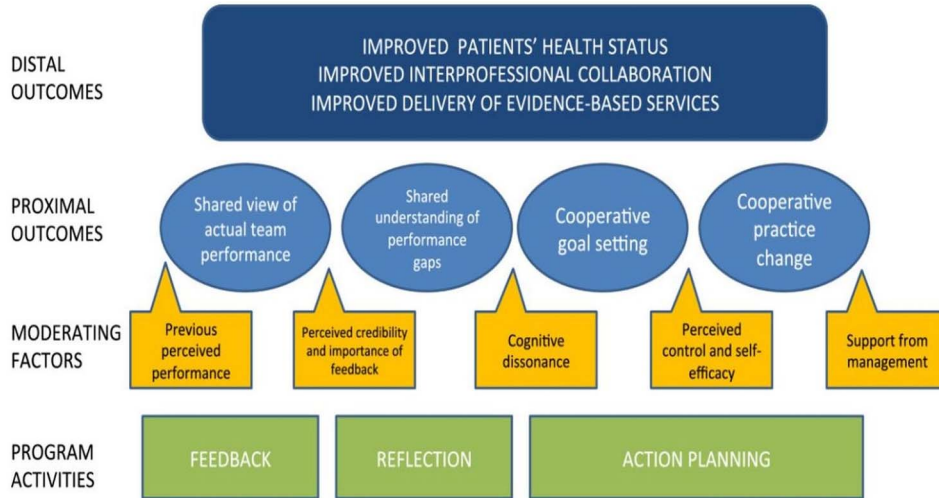 DISTAL
OUTCOMES
IMPROVED PATIENTS' HEALTH STATUS
IMPROVED INTERPROFESSIONAL COLLABORATION
IMPROVED DELIVERY OF EVIDENCE-BASED SERVICES
PROXIMAL
OUTCOMES
Shared view of
actual team
performance
Shared
understanding of
performance
gaps
Cooperative
goal setting
Cooperative
practice
change
MODERATING
FACTORS
Previous
perceived
performance
Perceived credibility
and importance of
feedback
Cognitive
dissonance
Perceived
control and self-
efficacy
Support from
management
PROGRAM
ACTIVITIES
FEEDBACK
REFLECTION
ACTION PLANNING